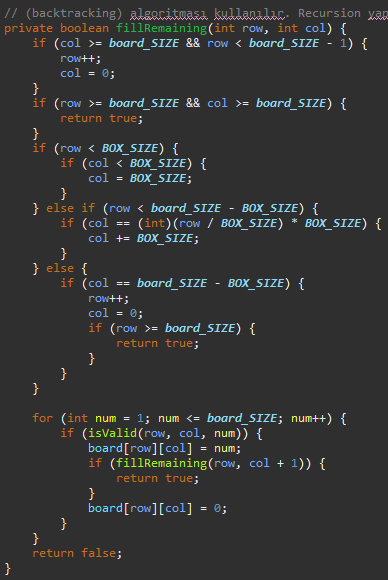 // (backtracking) algoritması kullanılır. Recursion yap
private boolean fillRemaining(int row, int col) {
    if (col >= board_SIZE && row < board_SIZE - 1) {
        row++;
        col = 0;
    }
    if (row >= board_SIZE && col >= board_SIZE) {
        return true;
    }
    if (row < BOX_SIZE) {
        if (col < BOX_SIZE) {
            col = BOX_SIZE;
        }
    } else if (row < board_SIZE - BOX_SIZE) {
        if (col == (int)(row / BOX_SIZE) * BOX_SIZE) {
            col += BOX_SIZE;
        }
    } else {
        if (col == board_SIZE - BOX_SIZE) {
            row++;
            col = 0;
            if (row >= board_SIZE) {
                return true;
            }
        }
    }

    for (int num = 1; num <= board_SIZE; num++) {
        if (isValid(row, col, num)) {
            board[row][col] = num;
            if (fillRemaining(row, col + 1)) {
                return true;
            }
            board[row][col] = 0;
        }
    }
    return false;
}